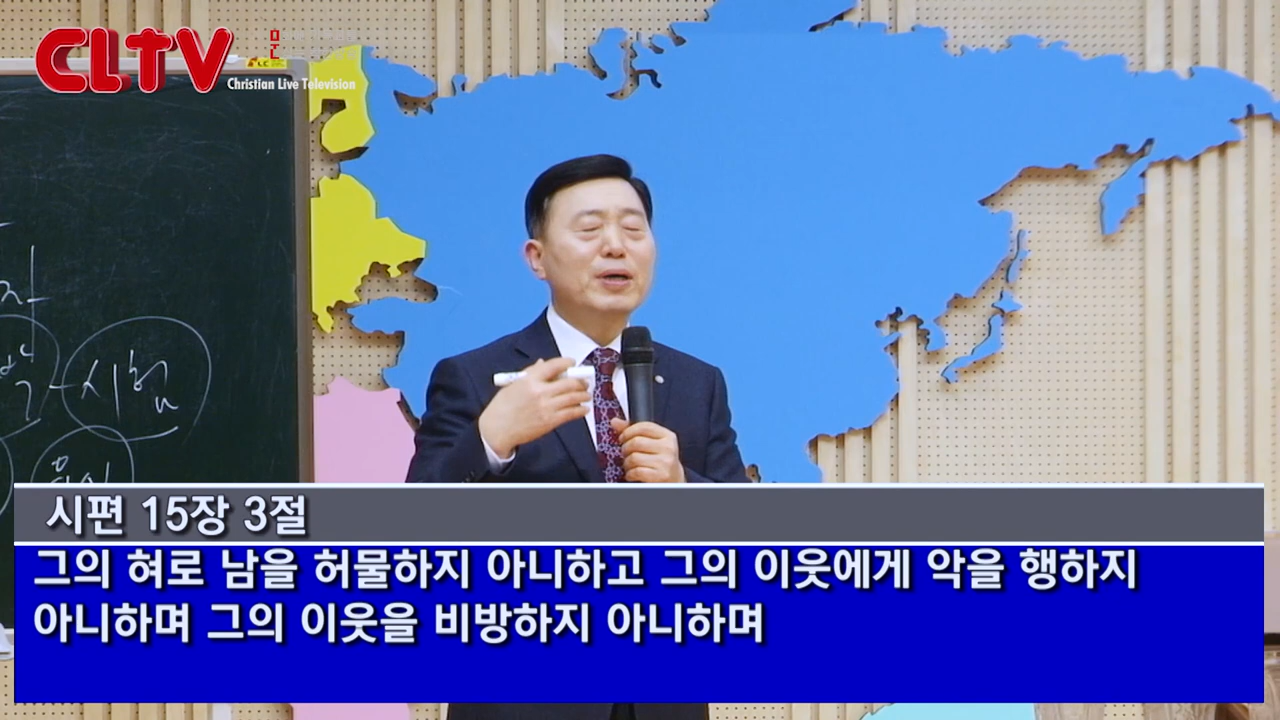 CLTV
Christian Live Television
시험
시편 15장 3절
그의 혀로 남을 허물하지 아니하고 그의 이웃에게 악을 행하지
아니하며 그의 이웃을 비방하지 아니하며